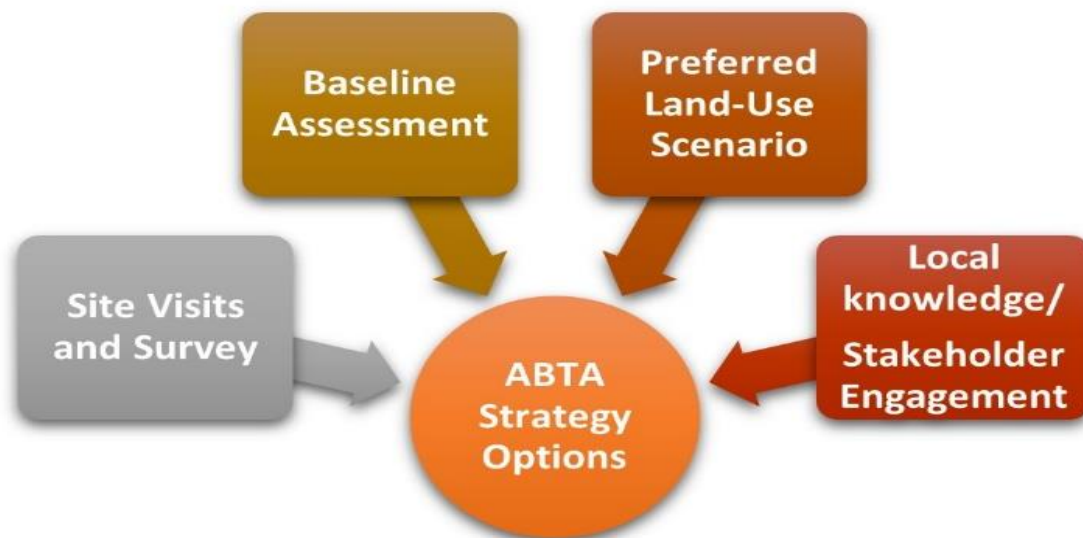 Baseline
Assessment
Preferred
Land-Use
Scenario
Site Visits
and Survey
Local
knowledge/
Stakeholder
Engagement
ABTA
Strategy
Options